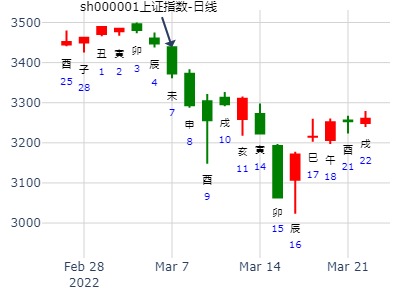 sh000001上证指数-日线
3500
3400
3300
3200
3100
3000
酉
25
子
28
丑
1
寅
2
卯
3
辰
4
未
7
申
8
酉
9
戌
10
亥
11
寅
14
卯
15
辰
16
巳
17
午
18
酉
21
戌
22
Feb 28
2022
Mar 7
Mar 14
Mar 21